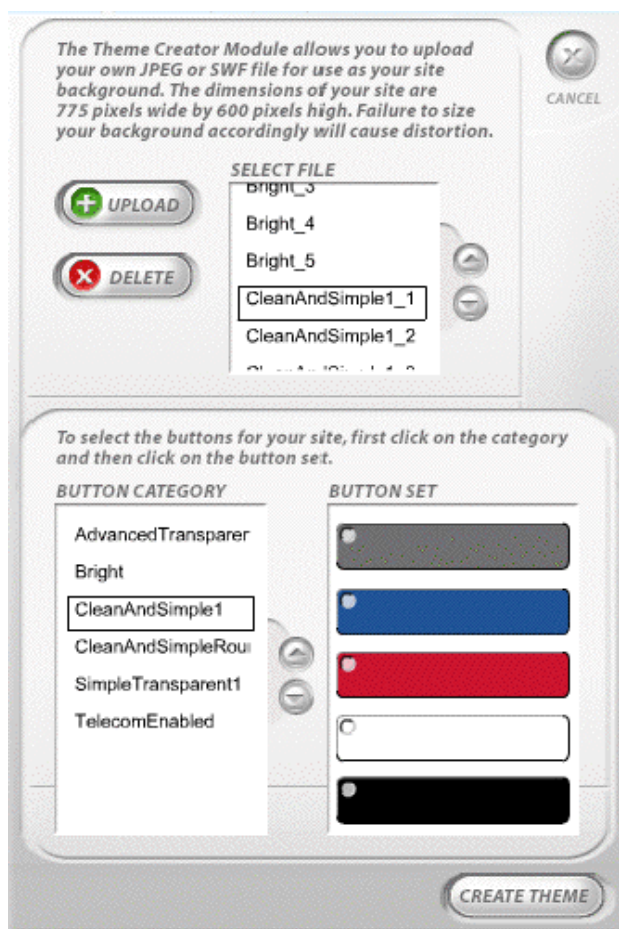 The Theme Creator Module allows you to upload
your own JPEG or SWF file for use as your site
background. The dimensions of your site are
775 pixels wide by 600 pixels high. Failure to size
your background accordingly will cause distortion.
CANCEL
SELECT FILE
UPLOAD
DELETE
Bright_3
Bright_4
Bright_5
CleanAndSimple1_1
CleanAndSimple1_2
To select the buttons for your site, first click on the category
and then click on the button set.
BUTTON CATEGORY
AdvancedTransparer
Bright
CleanAndSimple1
CleanAndSimpleRou
SimpleTransparent1
TelecomEnabled
BUTTON SET
CREATE THEME